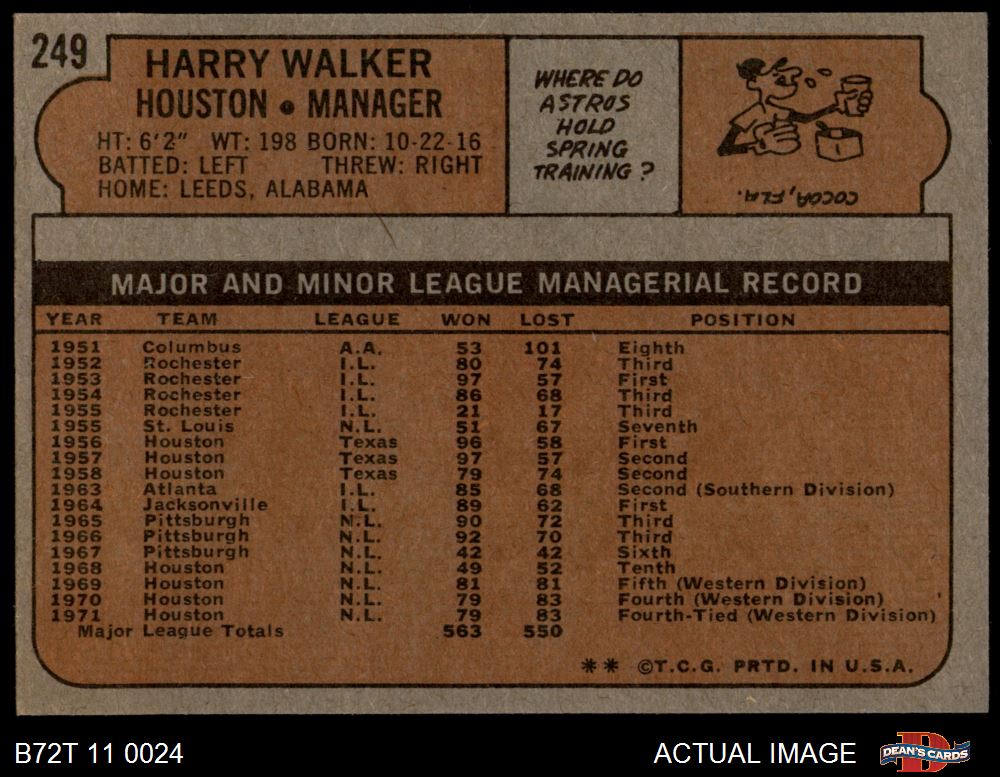 249
HARRY WALKER
HOUSTON • MANAGER
HT: 6'2" WT: 198 BORN: 10-22-16
BATTED: LEFT THREW: RIGHT
HOME: LEEDS, ALABAMA
WHERE DO
ASTROS
HOLD
SPRING
TRAINING?
COCOA, FLA.
MAJOR AND MINOR LEAGUE MANAGERIAL RECORD
YEAR TEAM LEAGUE WON LOST POSITION
1951 Columbus A.A. 53 101 Eighth
1952 Rochester I.L. 80 74 Third
1953 Rochester I.L. 97 57 First
1954 Rochester I.L. 86 68 Third
1955 Rochester I.L. 21 17 Third
1955 St. Louis N.L. 51 67 Seventh
1956 Houston Texas 96 58 First
1957 Houston Texas 97 57 Second
1958 Houston Texas 79 74 Second
1963 Atlanta I.L. 85 68 Second (Southern Division)
1964 Jacksonville I.L. 89 62 First
1965 Pittsburgh N.L. 90 72 Third
1966 Pittsburgh N.L. 92 70 Third
1967 Pittsburgh N.L. 42 42 Sixth
1968 Houston N.L. 49 52 Tenth
1969 Houston N.L. 81 81 Fifth (Western Division)
1970 Houston N.L. 79 83 Fourth (Western Division)
1971 Houston N.L. 79 83 Fourth-Tied (Western Division)
Major League Totals 563 550
** ©T.C.G. PRTD. IN U.S.A.
B72T 11 0024
ACTUAL IMAGE
DEAN'S CARDS